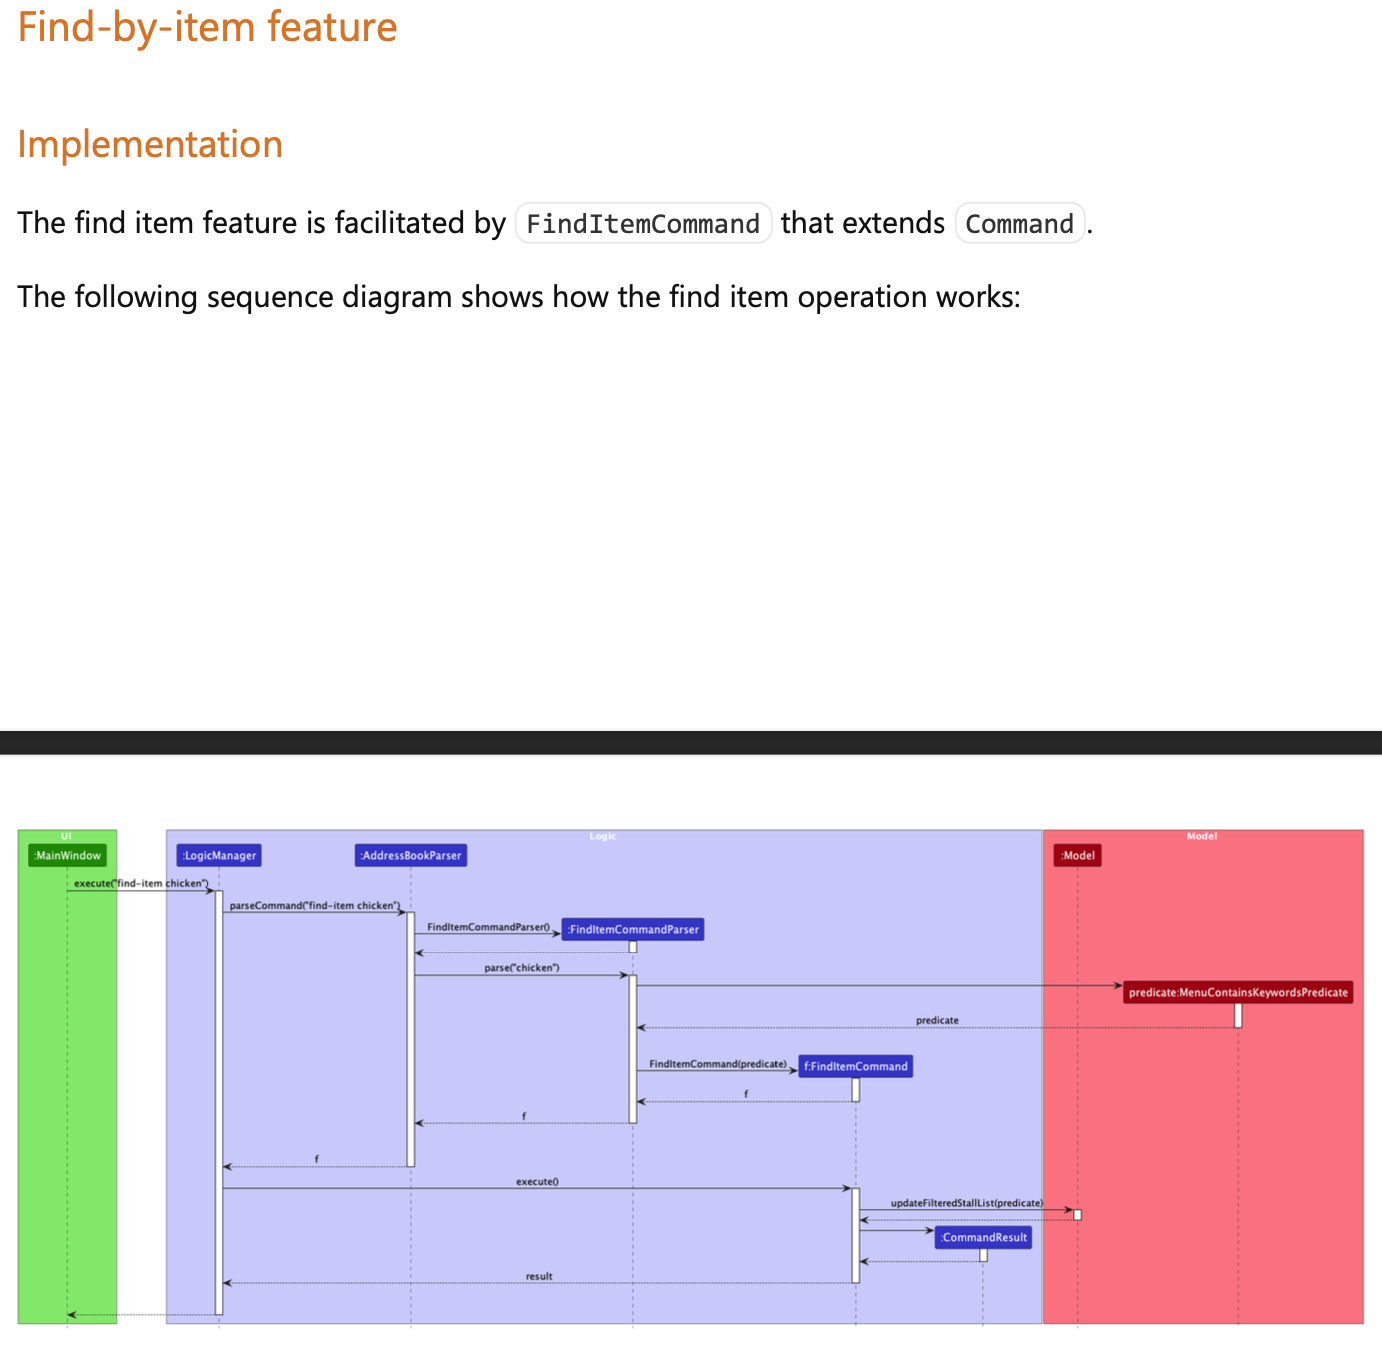 Find-by-item feature
Implementation
The find item feature is facilitated by FindItemCommand that extends Command.
The following sequence diagram shows how the find item operation works:
UI
Logic
Model
:MainWindow
:LogicManager
:AddressBookParser
:Model
execute("find-item chicken")
parseCommand("find-item chicken")
FindItemCommandParser()
:FindItemCommandParser
parse("chicken")
predicate:MenuContainsKeywordsPredicate
predicate
FindItemCommand(predicate)
f:FindItemCommand
f
f
f
execute()
updateFilteredStallList(predicate)
:CommandResult
result